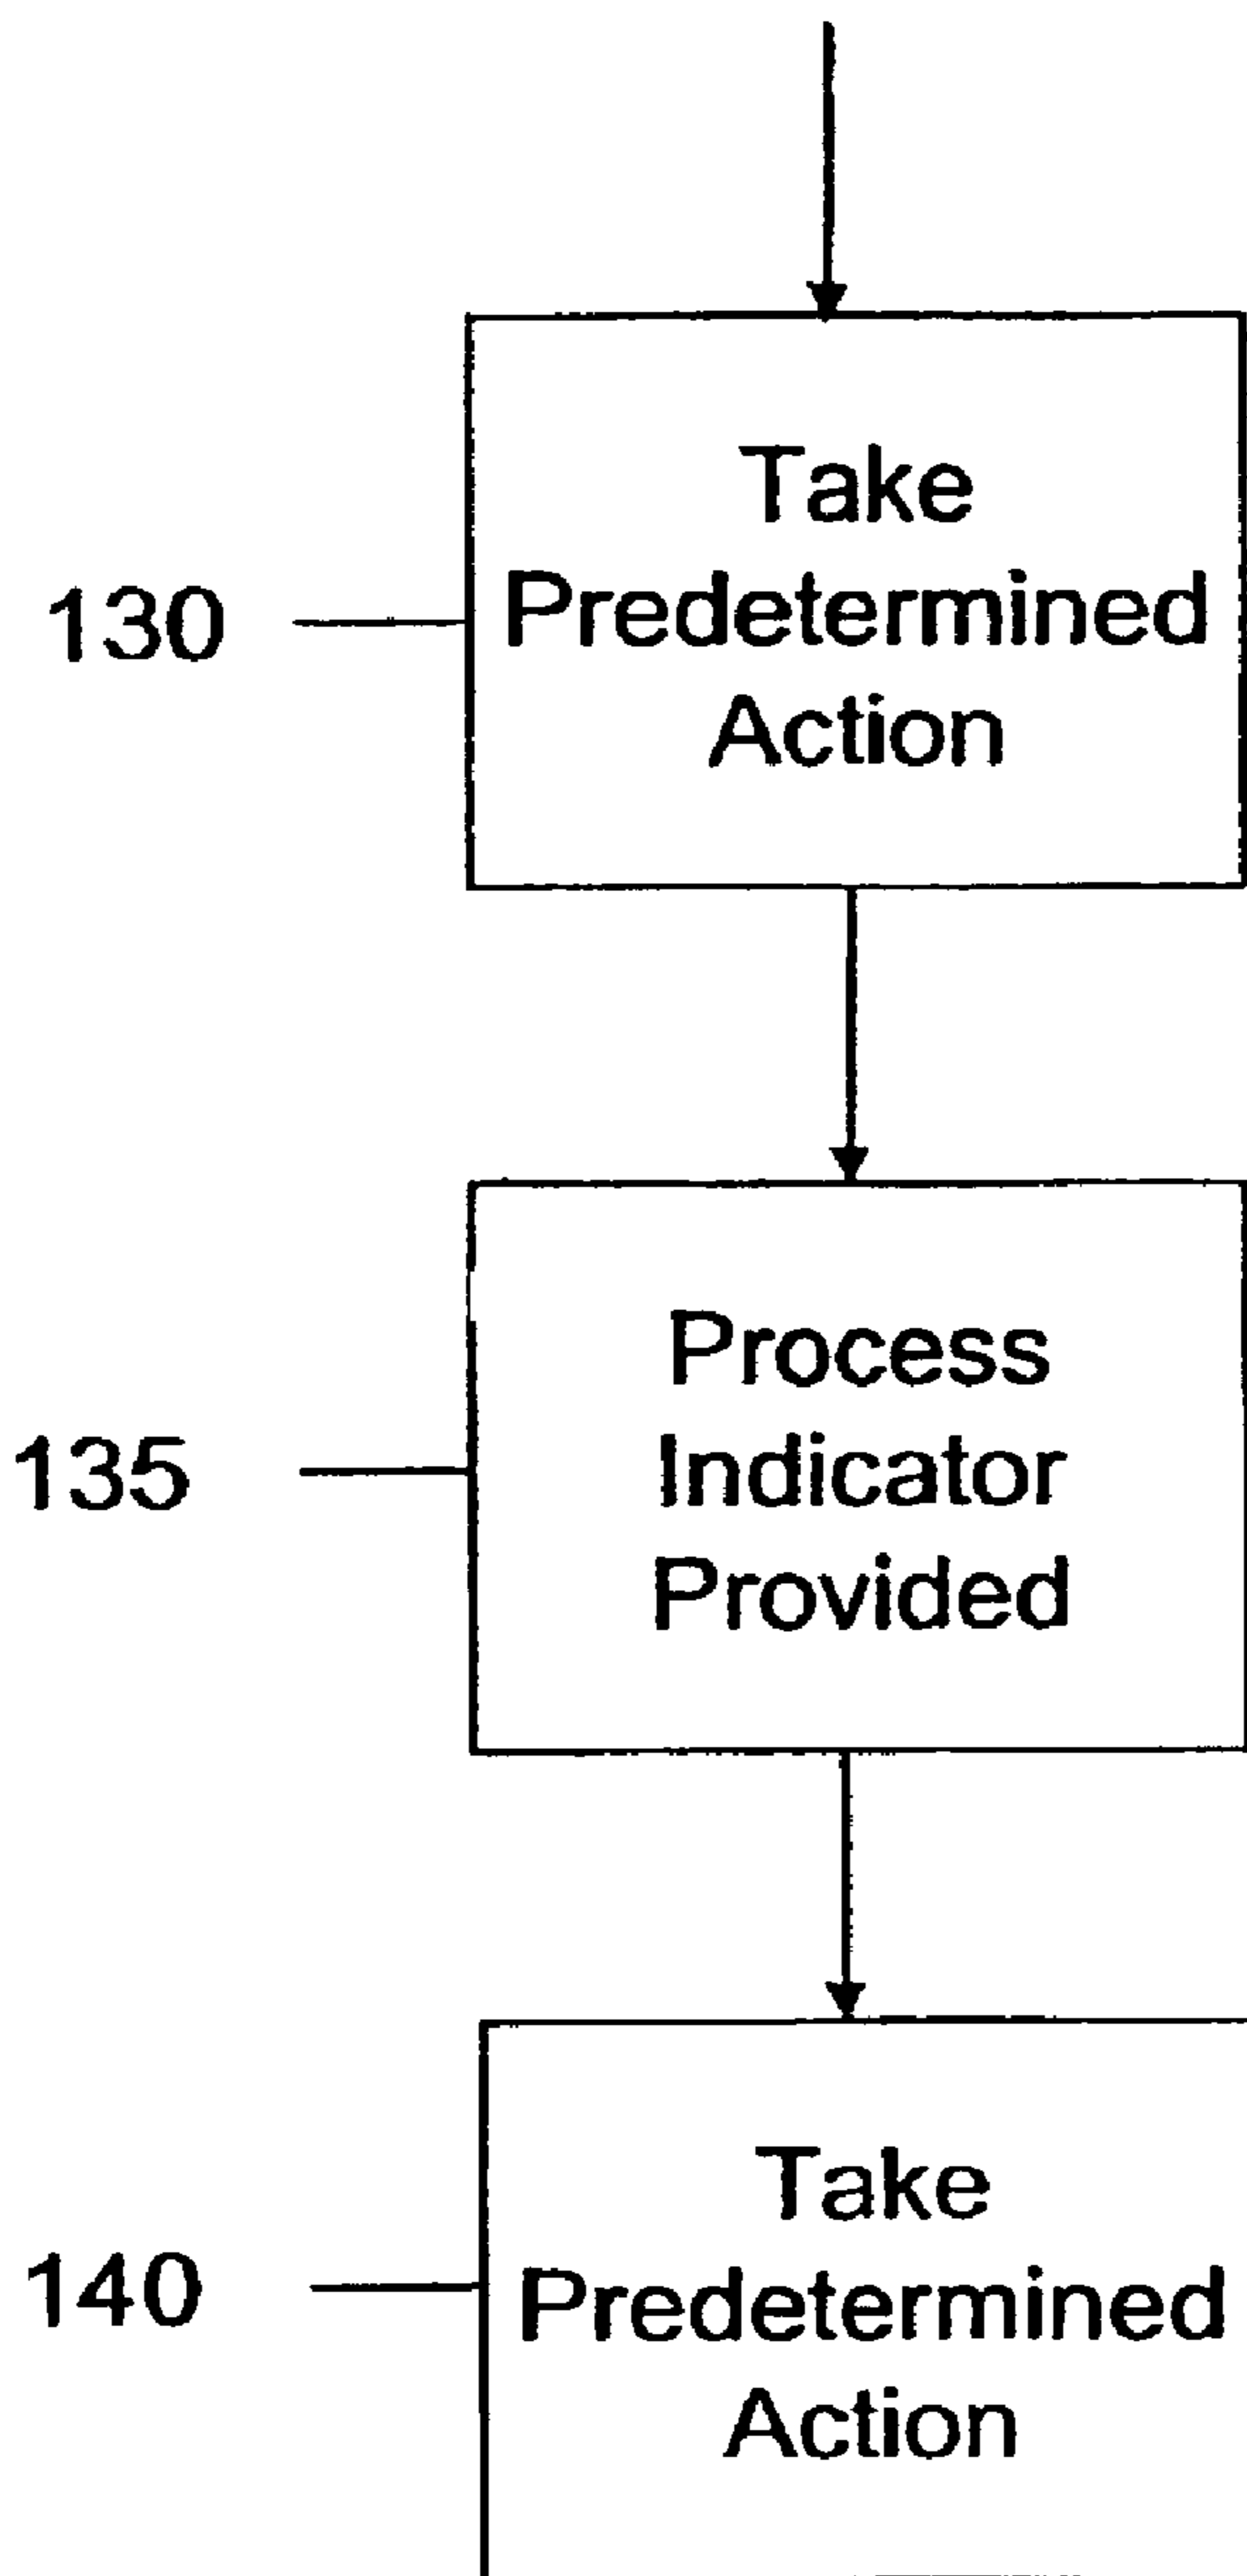 Take
130
Predetermined
Action
Process
135
Indicator
Provided
Take
140
Predetermined
Action